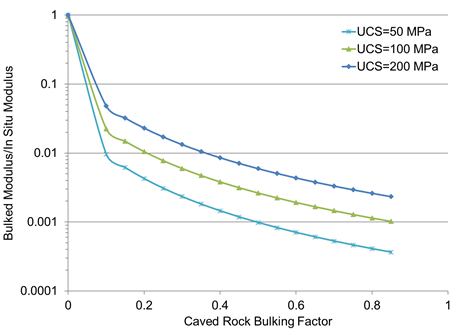 Bulked Modulus/In Situ Modulus
1
0.1
0.01
0.001
0.0001
UCS=50 MPa
UCS=100 MPa
UCS=200 MPa
0 0.2 0.4 0.6 0.8 1
Caved Rock Bulking Factor